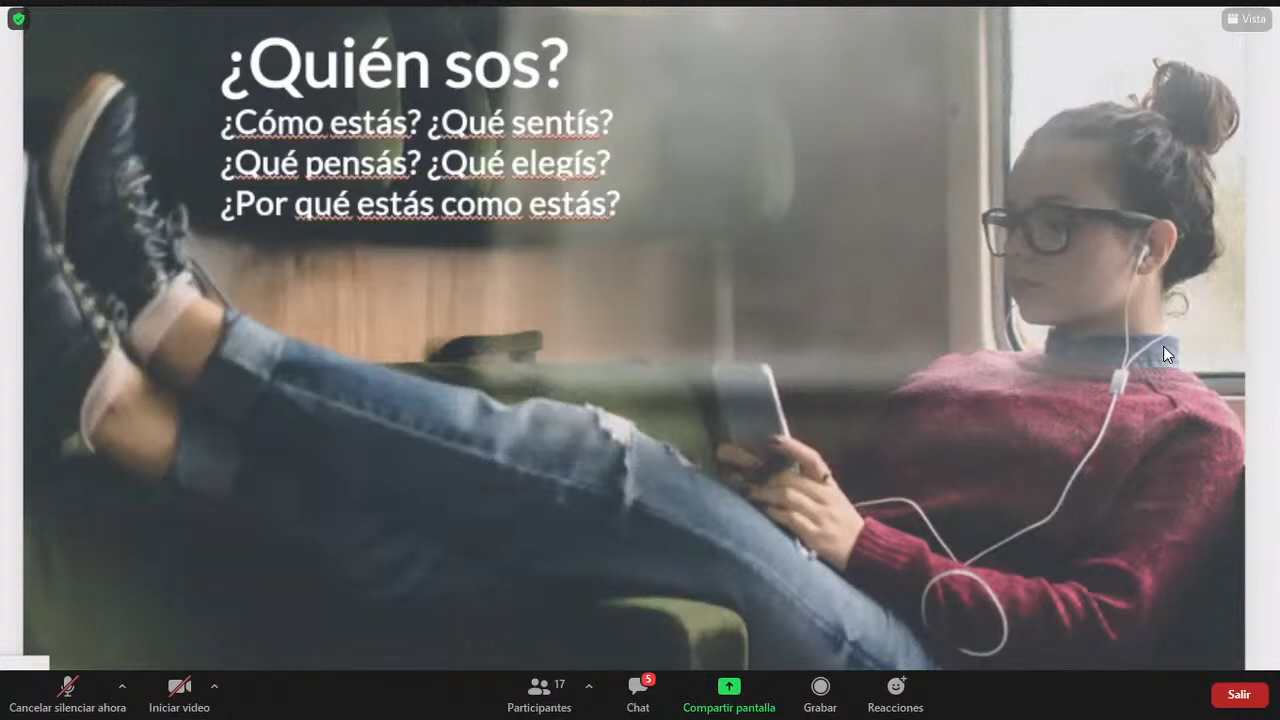 Vista
¿Quién sos?
¿Cómo estás? ¿Qué sentís?
¿Qué pensás? ¿Qué elegís?
¿Por qué estás como estás?
17
5
Cancelar silenciar ahora
Iniciar video
Participantes
Chat
Compartir pantalla
Grabar
Reacciones
Salir